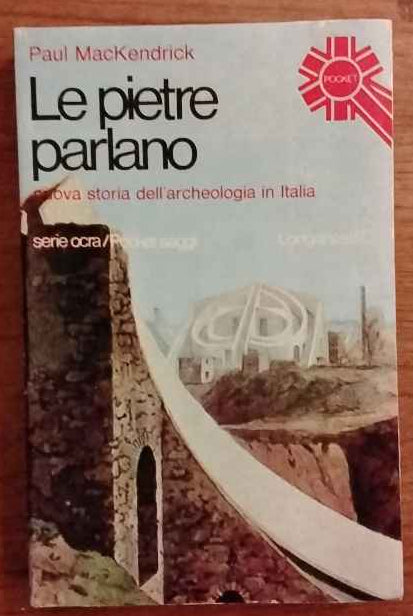 Paul MacKendrick
POCKET
Le pietre
parlano
nuova storia dell'archeologia in Italia
serie ocra/Pocket saggi
Longanesi & C.